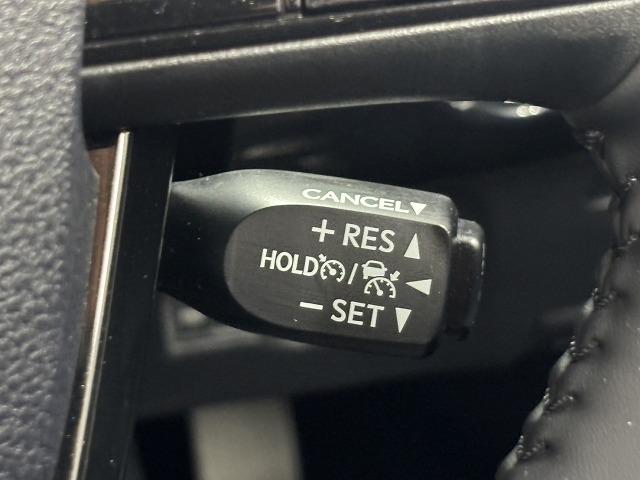 CANCEL▼
+ RES ▲
HOLD / ◀
− SET ▼